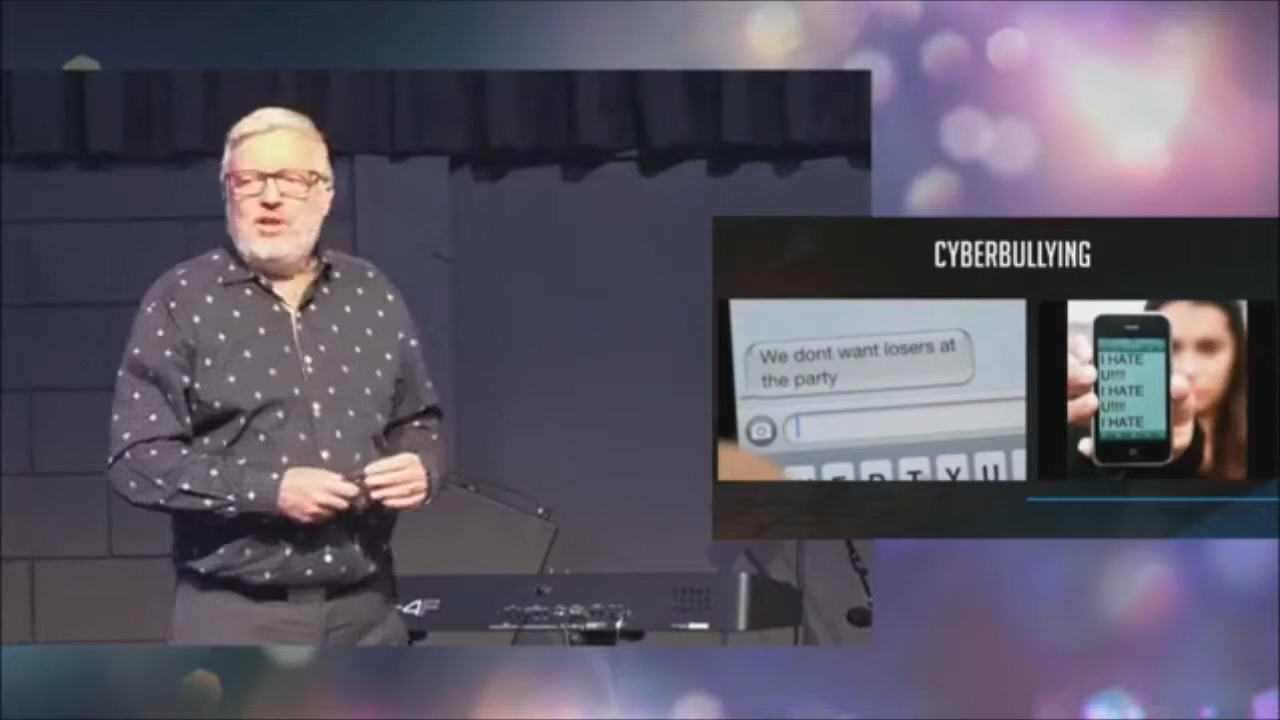 CYBERBULLYING
We dont want losers at
the party
I HATE
U!!!!
I HATE
U!!!!
I HATE
T Y U